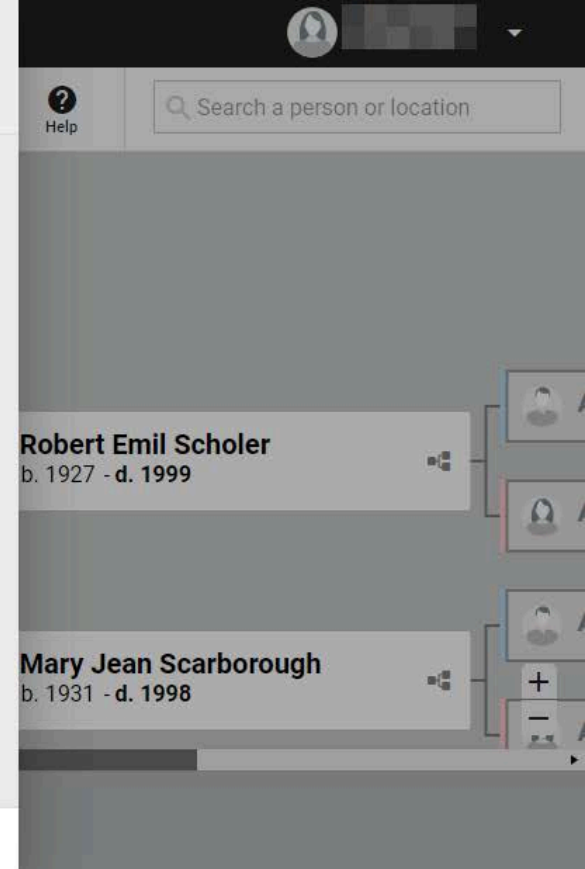 Help
Search a person or location
Robert Emil Scholer
b. 1927 - d. 1999
Mary Jean Scarborough
b. 1931 - d. 1998